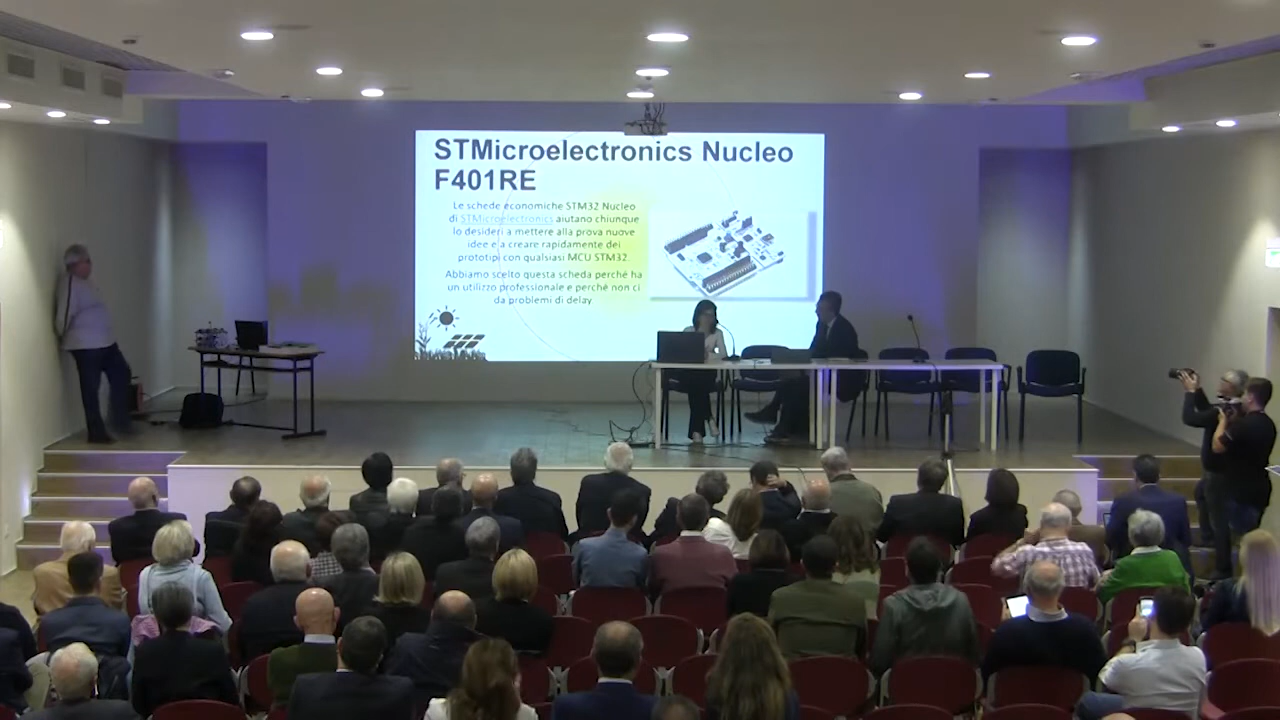 STMicroelectronics Nucleo
F401RE
Le schede economiche STM32 Nucleo
di STMicroelectronics aiutano chiunque
lo desideri a mettere alla prova nuove
idee e a creare rapidamente dei
prototipi con qualsiasi MCU STM32.
Abbiamo scelto questa scheda perchè ha
un utilizzo professionale e perchè non ci
da problemi di delay